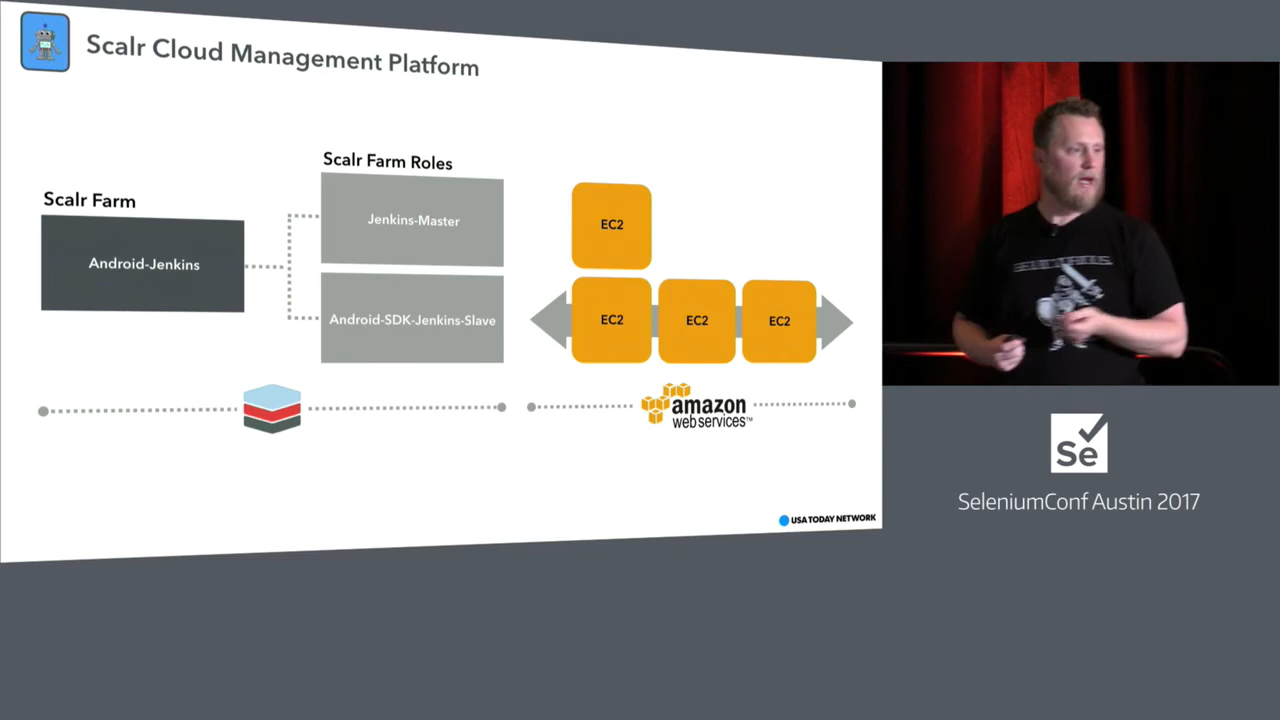 Scalr Cloud Management Platform
Scalr Farm Roles
Scalr Farm
Jenkins-Master
Android-Jenkins
Android-SDK-Jenkins-Slave
EC2
EC2
EC2
EC2
amazon
web services™
USA TODAY NETWORK
Se
SeleniumConf Austin 2017